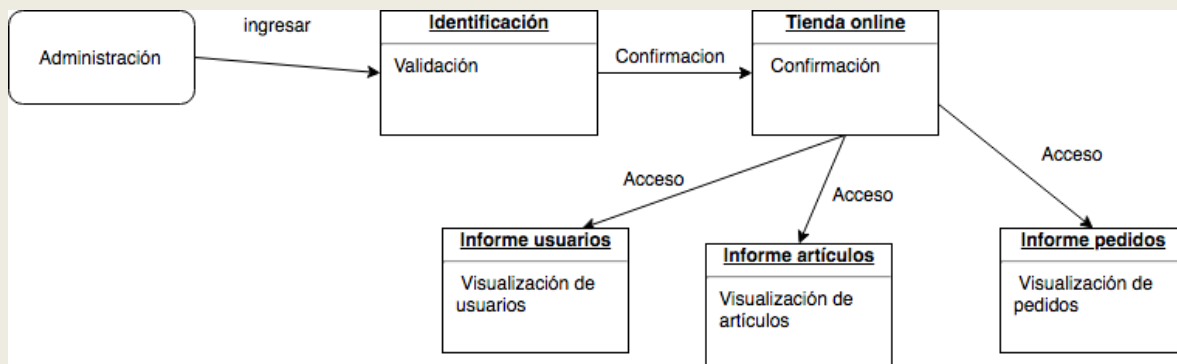 Administración
ingresar
Identificación
Validación
Confirmacion
Tienda online
Confirmación
Acceso
Acceso
Acceso
Informe usuarios
Visualización de
usuarios
Informe artículos
Visualización de
artículos
Informe pedidos
Visualización de
pedidos